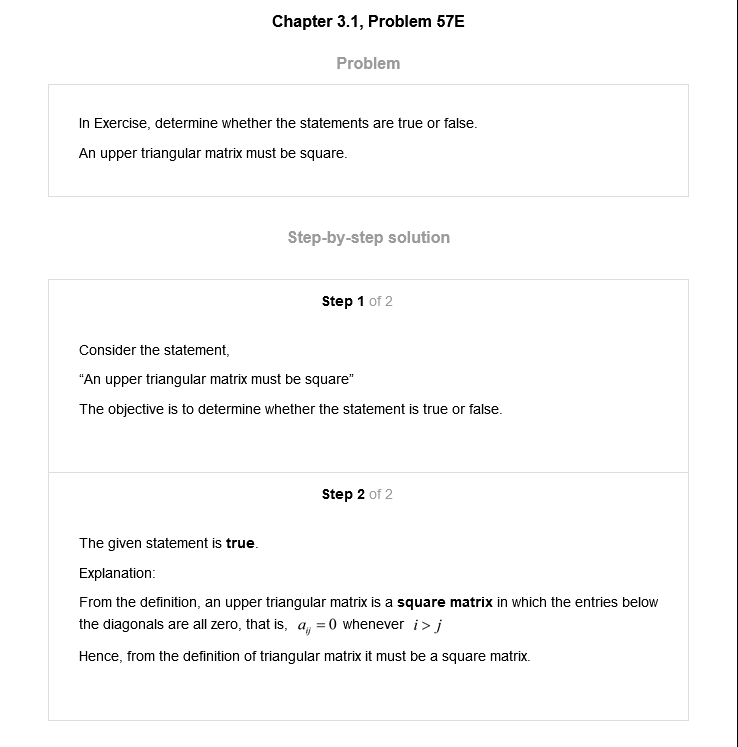 Chapter 3.1, Problem 57E
Problem
In Exercise, determine whether the statements are true or false.
An upper triangular matrix must be square.
Step-by-step solution
Step 1 of 2
Consider the statement,
“An upper triangular matrix must be square”
The objective is to determine whether the statement is true or false.
Step 2 of 2
The given statement is true.
Explanation:
From the definition, an upper triangular matrix is a square matrix in which the entries below
the diagonals are all zero, that is, a_{ij} = 0 whenever i > j
Hence, from the definition of triangular matrix it must be a square matrix.